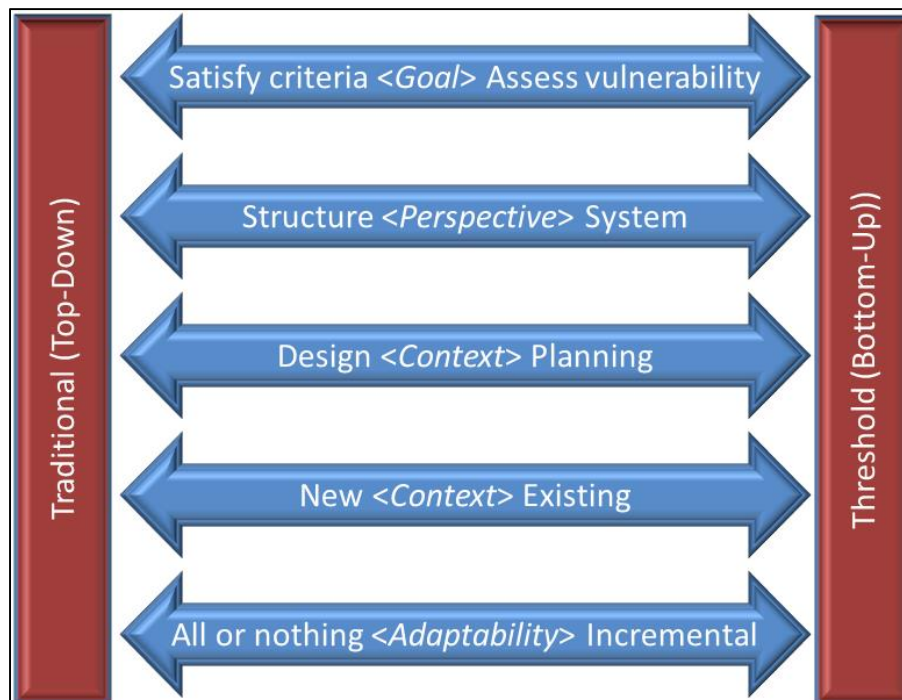 Traditional (Top-Down)
Satisfy criteria <Goal> Assess vulnerability
Structure <Perspective> System
Design <Context> Planning
New <Context> Existing
All or nothing <Adaptability> Incremental
Threshold (Bottom-Up))